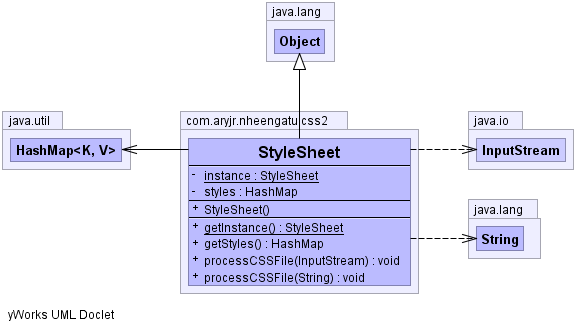 java.lang
Object
java.util
HashMap<K, V>
com.aryjr.nheengatu.css2
StyleSheet
- instance : StyleSheet
- styles : HashMap
+ StyleSheet()
+ getInstance() : StyleSheet
+ getStyles() : HashMap
+ processCSSFile(InputStream) : void
+ processCSSFile(String) : void
java.io
InputStream
java.lang
String
yWorks UML Doclet